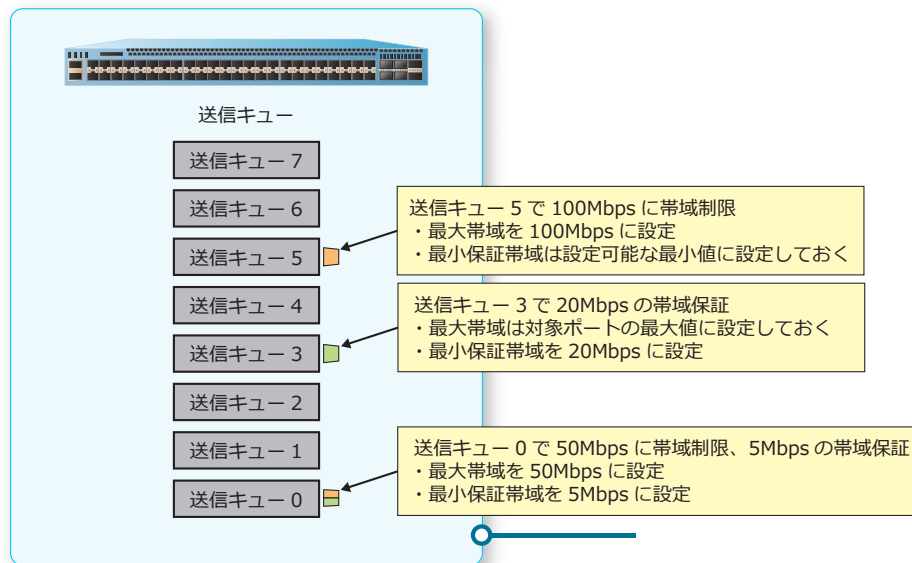 送信キュー
送信キュー 7
送信キュー 6
送信キュー 5
送信キュー 4
送信キュー 3
送信キュー 2
送信キュー 1
送信キュー 0
送信キュー 5 で 100Mbps に帯域制限
・最大帯域を 100Mbps に設定
・最小保証帯域は設定可能な最小値に設定しておく
送信キュー 3 で 20Mbps の帯域保証
・最大帯域は対象ポートの最大値に設定しておく
・最小保証帯域を 20Mbps に設定
送信キュー 0 で 50Mbps に帯域制限、5Mbps の帯域保証
・最大帯域を 50Mbps に設定
・最小保証帯域を 5Mbps に設定